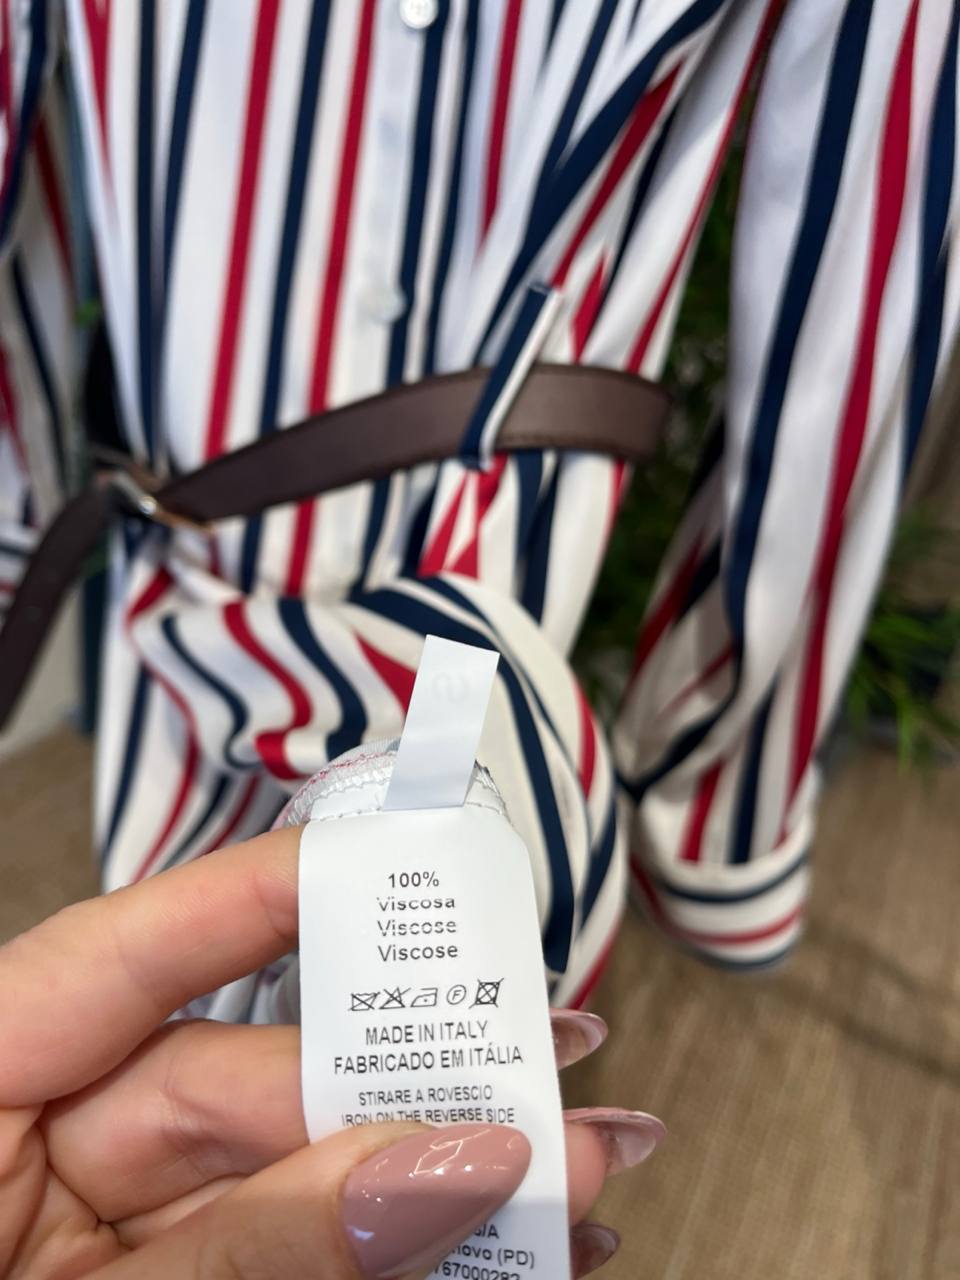 S
100%
Viscosa
Viscose
Viscose
MADE IN ITALY
FABRICADO EM ITÁLIA
STIRARE A ROVESCIO
IRON ON THE REVERSE SIDE
(PD)